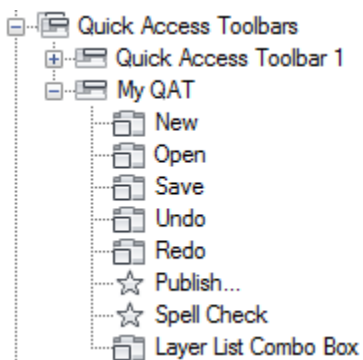 Quick Access Toolbars
Quick Access Toolbar 1
My QAT
New
Open
Save
Undo
Redo
Publish...
Spell Check
Layer List Combo Box